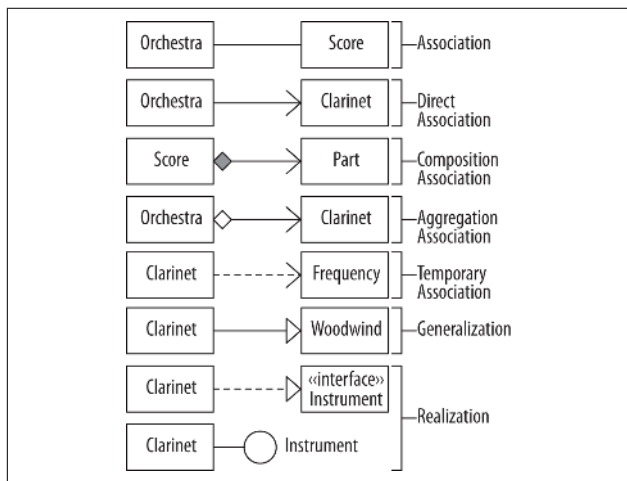 Orchestra Score Association
Orchestra Clarinet Direct
Association
Score Part Composition
Association
Orchestra Clarinet Aggregation
Association
Clarinet Frequency Temporary
Association
Clarinet Woodwind Generalization
Clarinet «interface»
Instrument
Realization
Clarinet Instrument